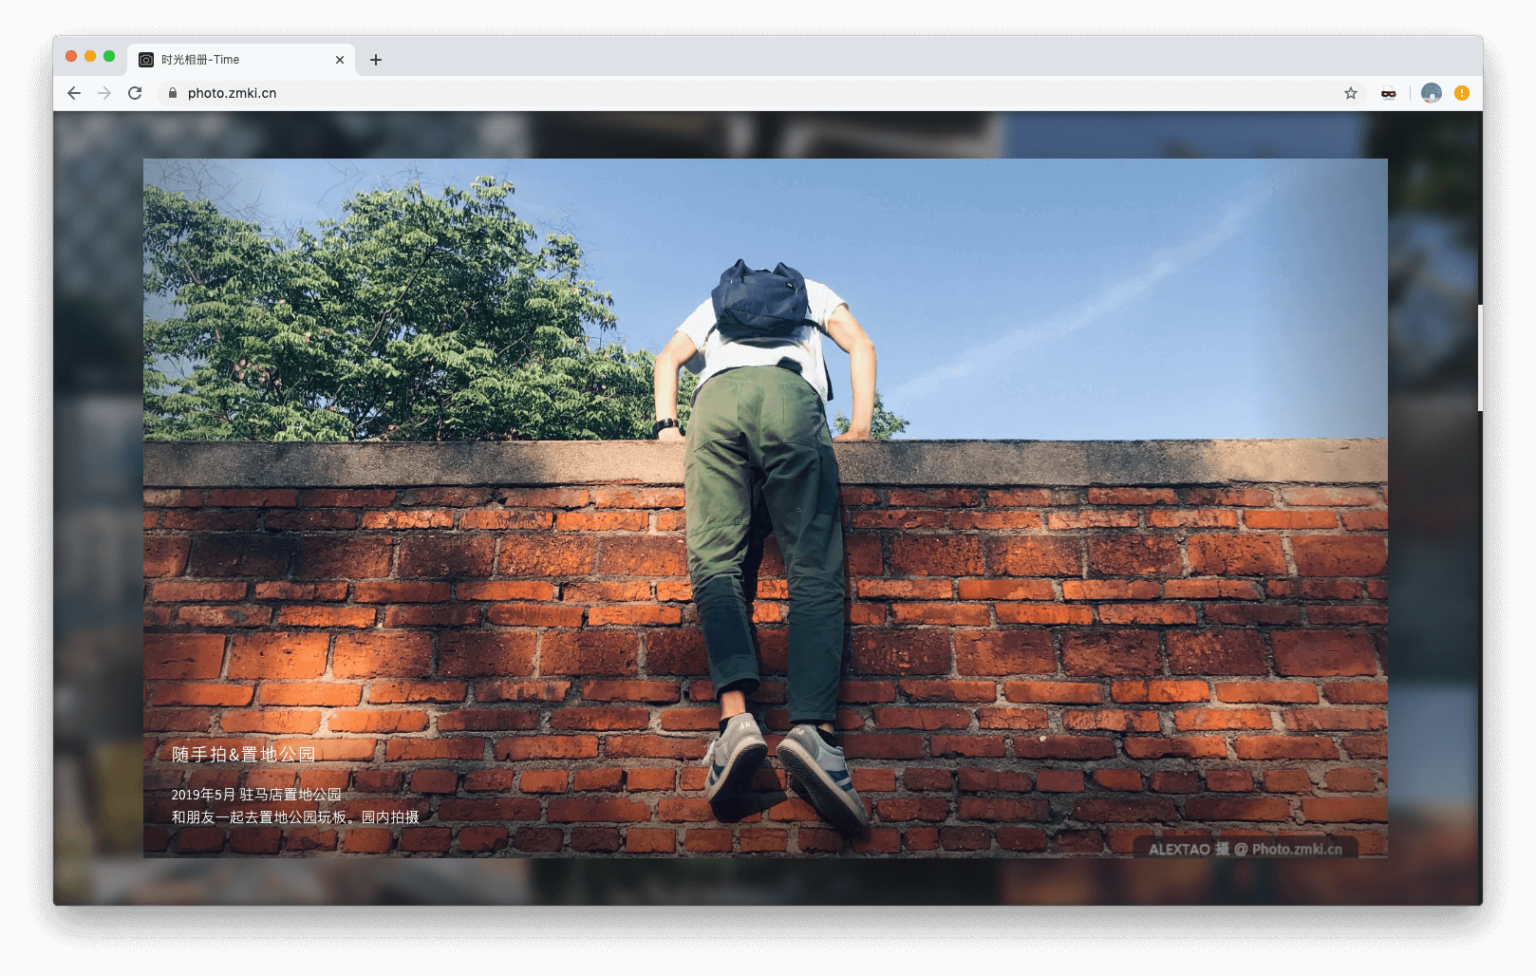 时光相册-Time
photo.zmki.cn
随手拍&置地公园
2019年5月 驻马店置地公园
和朋友一起去置地公园玩板。园内拍摄
ALEXTAO 摄 @ Photo.zmki.cn